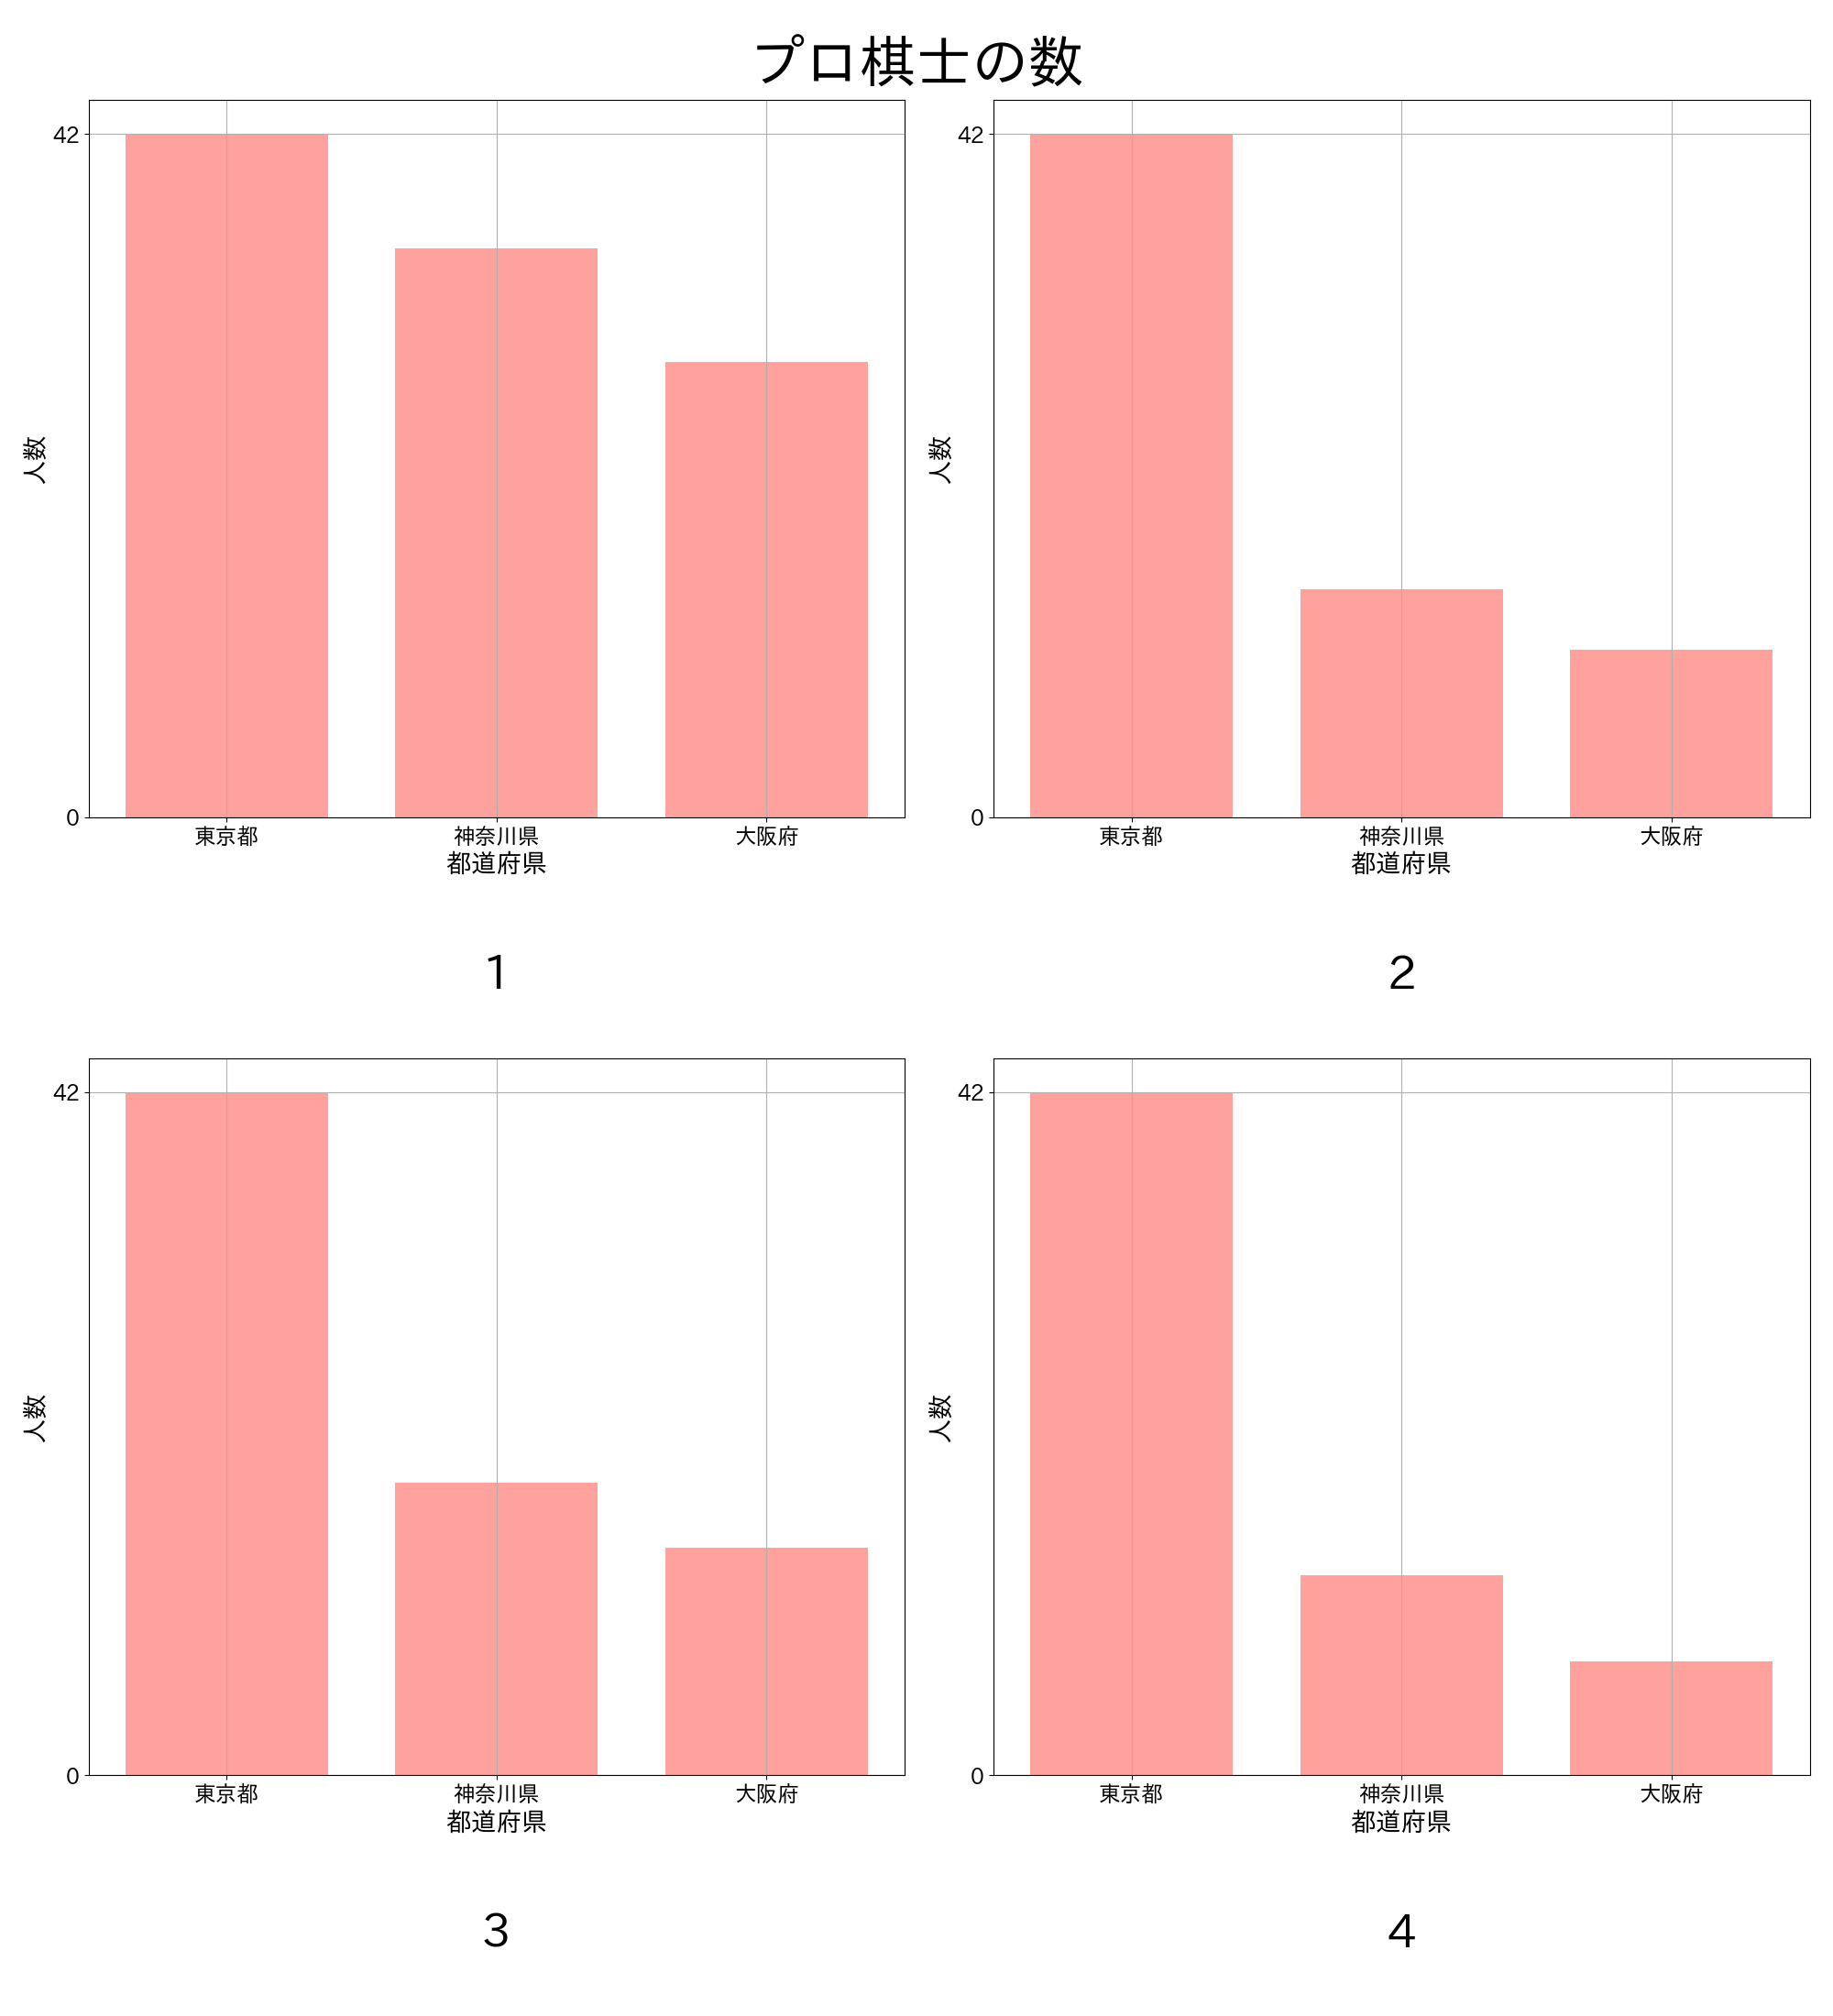 プロ棋士の数
42
人数
0
東京都 神奈川県 大阪府
都道府県
1
42
人数
0
東京都 神奈川県 大阪府
都道府県
2
42
人数
0
東京都 神奈川県 大阪府
都道府県
3
42
人数
0
東京都 神奈川県 大阪府
都道府県
4